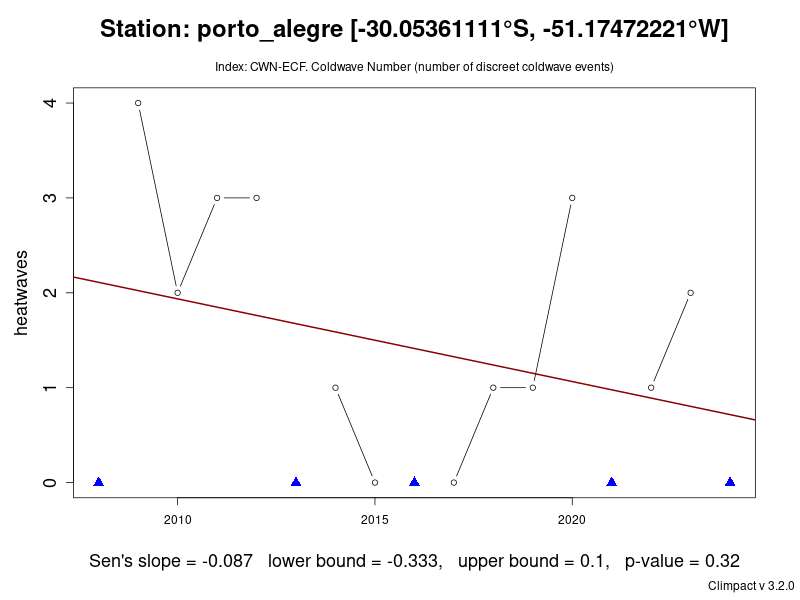 Station: porto_alegre [-30.05361111°S, -51.17472221°W]
Index: CWN-ECF. Coldwave Number (number of discreet coldwave events)
4
3
2
1
0
heatwaves
2010 2015 2020
Sen's slope = -0.087 lower bound = -0.333, upper bound = 0.1, p-value = 0.32
Climpact v 3.2.0